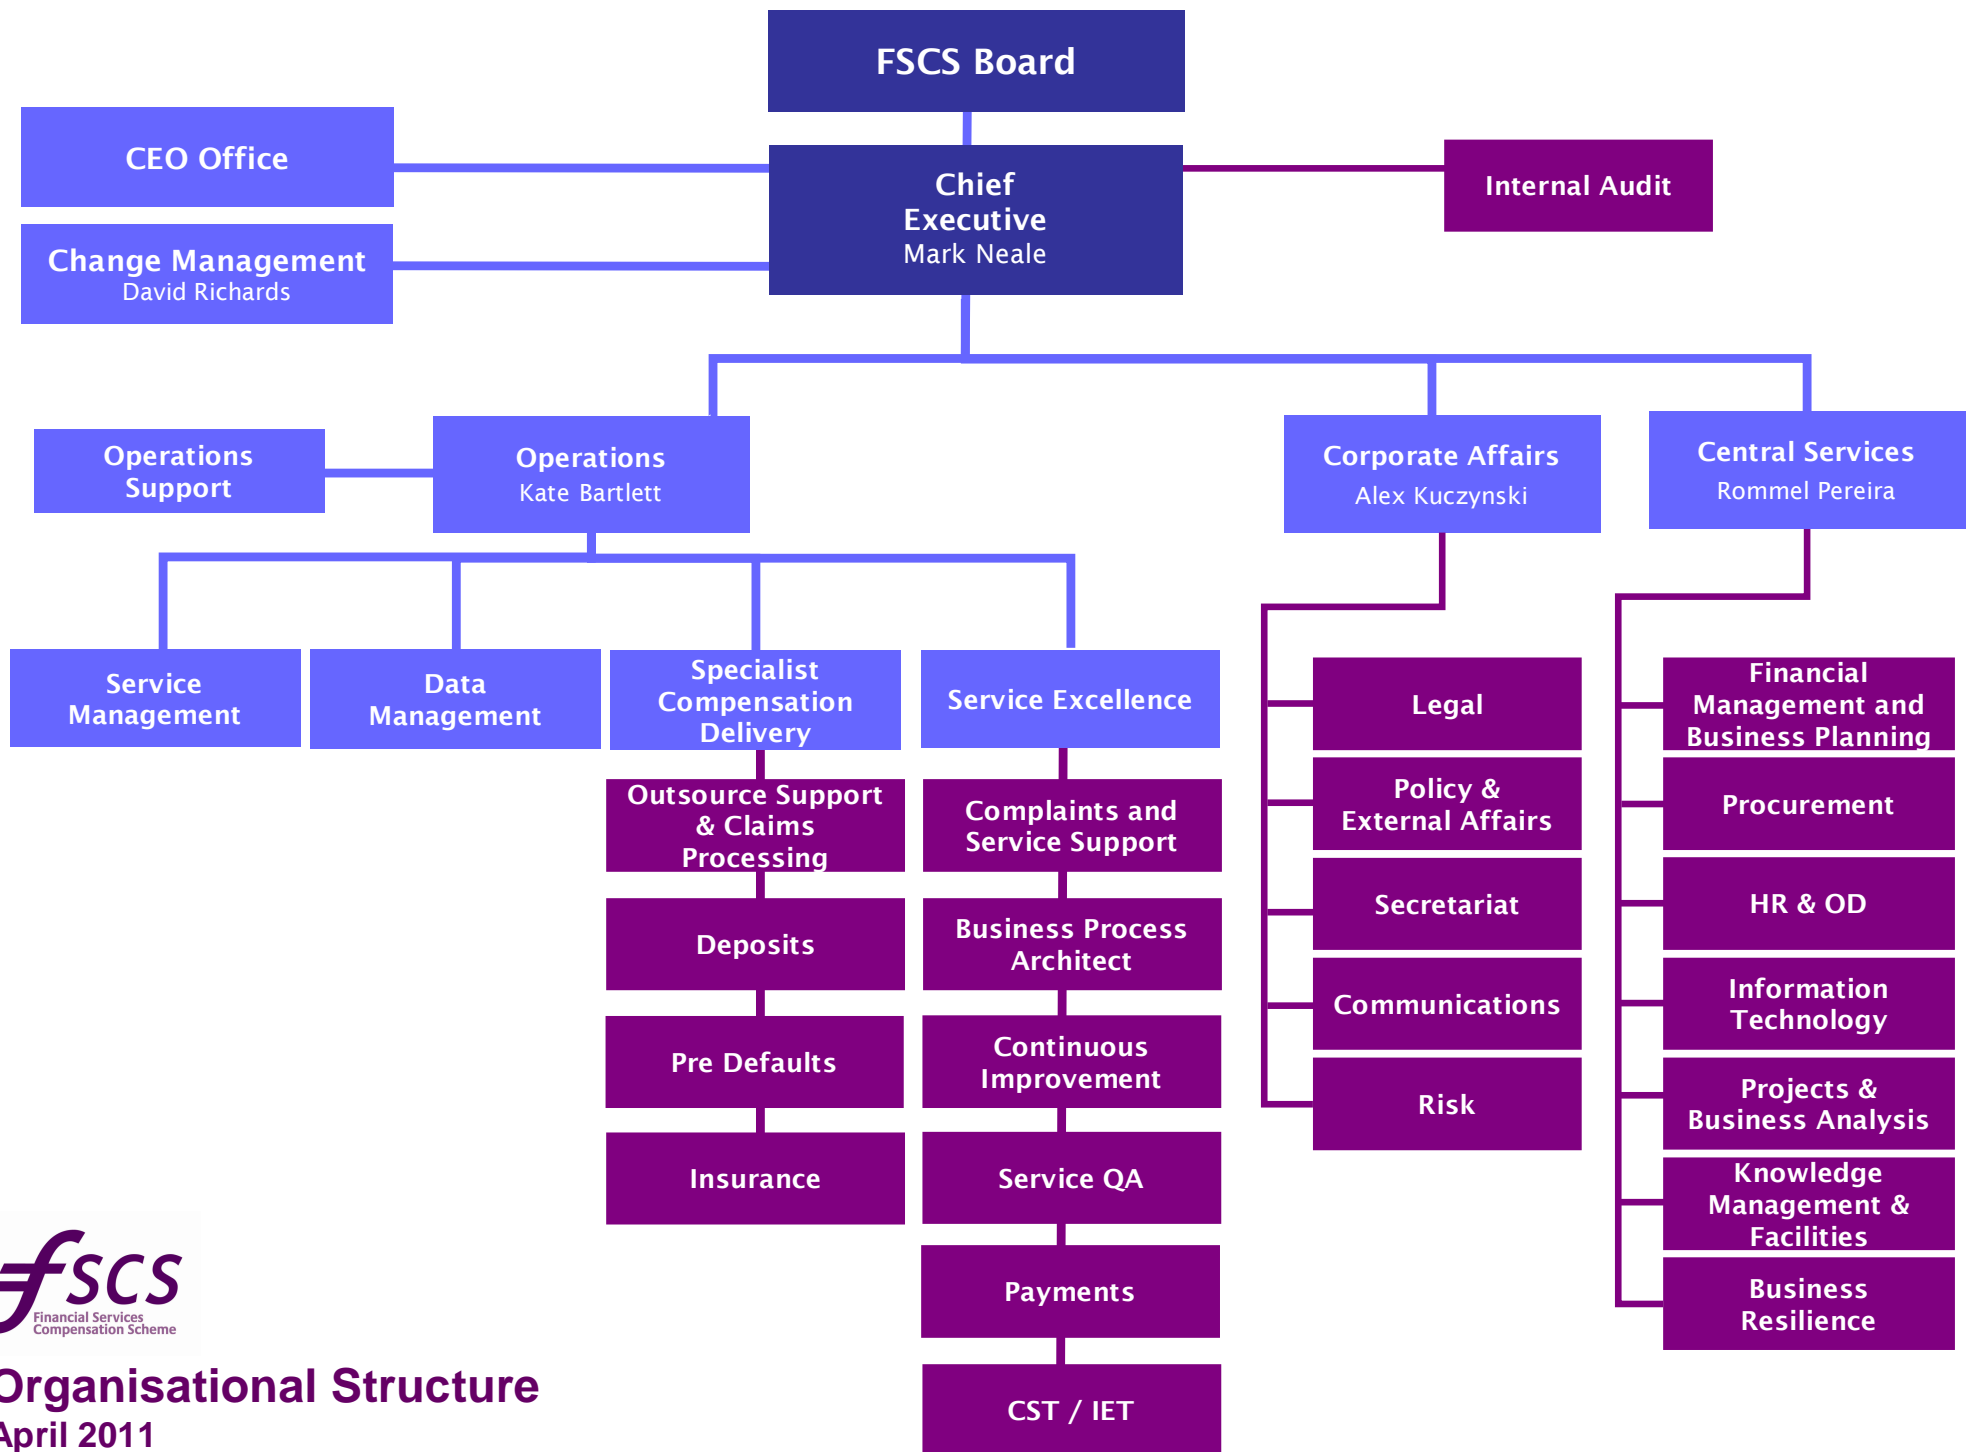 FSCS Board
CEO Office
Chief
Executive
Mark Neale
Internal Audit
Change Management
David Richards
Operations
Support
Operations
Kate Bartlett
Corporate Affairs
Alex Kuczynski
Central Services
Rommel Pereira
Service
Management
Data
Management
Specialist
Compensation
Delivery
Service Excellence
Outsource Support
& Claims
Processing
Deposits
Pre Defaults
Insurance
Complaints and
Service Support
Business Process
Architect
Continuous
Improvement
Service QA
Payments
CST / IET
Legal
Policy &
External Affairs
Secretariat
Communications
Risk
Financial
Management and
Business Planning
Procurement
HR & OD
Information
Technology
Projects &
Business Analysis
Knowledge
Management &
Facilities
Business
Resilience
fscs
Financial Services
Compensation Scheme
Organisational Structure
April 2011